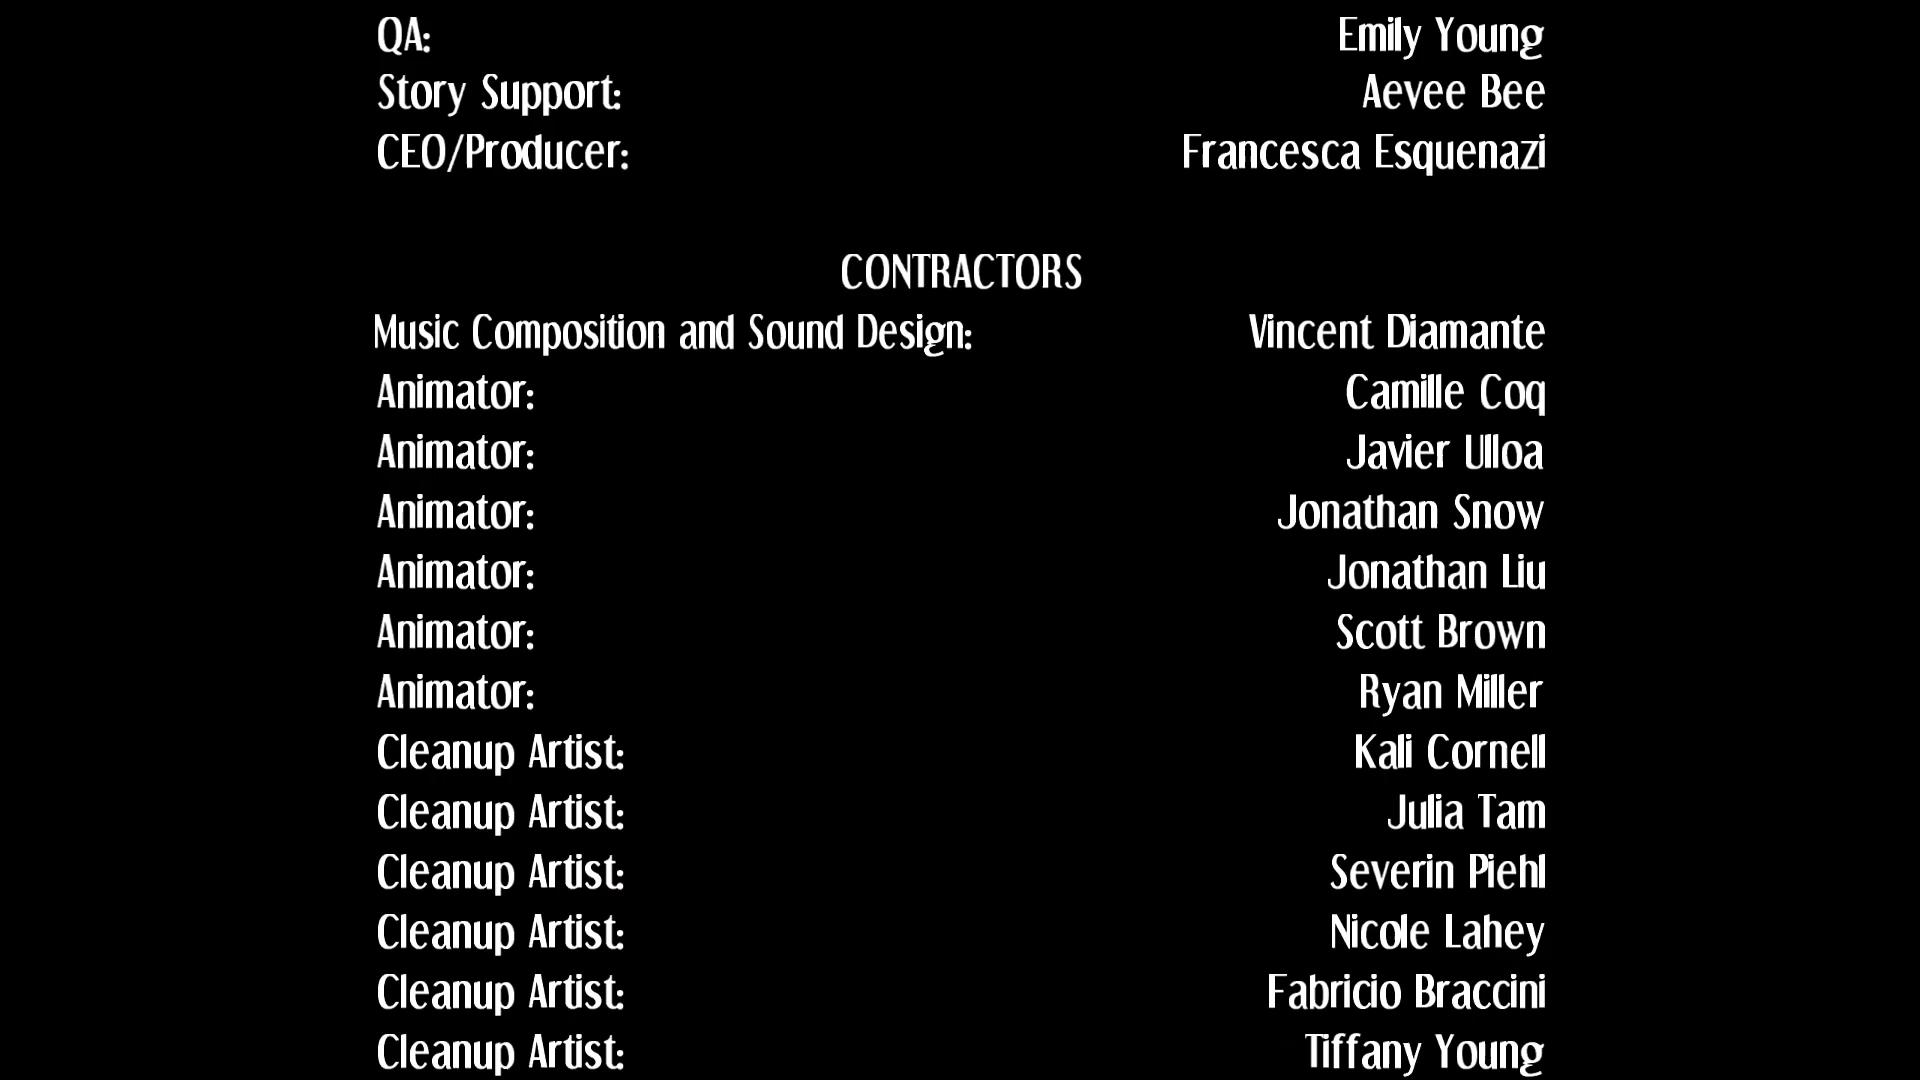 QA: Emily Young
Story Support: Aevee Bee
CEO/Producer: Francesca Esquenazi
CONTRACTORS
Music Composition and Sound Design: Vincent Diamante
Animator: Camille Coq
Animator: Javier Ulloa
Animator: Jonathan Snow
Animator: Jonathan Liu
Animator: Scott Brown
Animator: Ryan Miller
Cleanup Artist: Kali Cornell
Cleanup Artist: Julia Tam
Cleanup Artist: Severin Piehl
Cleanup Artist: Nicole Lahey
Cleanup Artist: Fabricio Braccini
Cleanup Artist: Tiffany Young